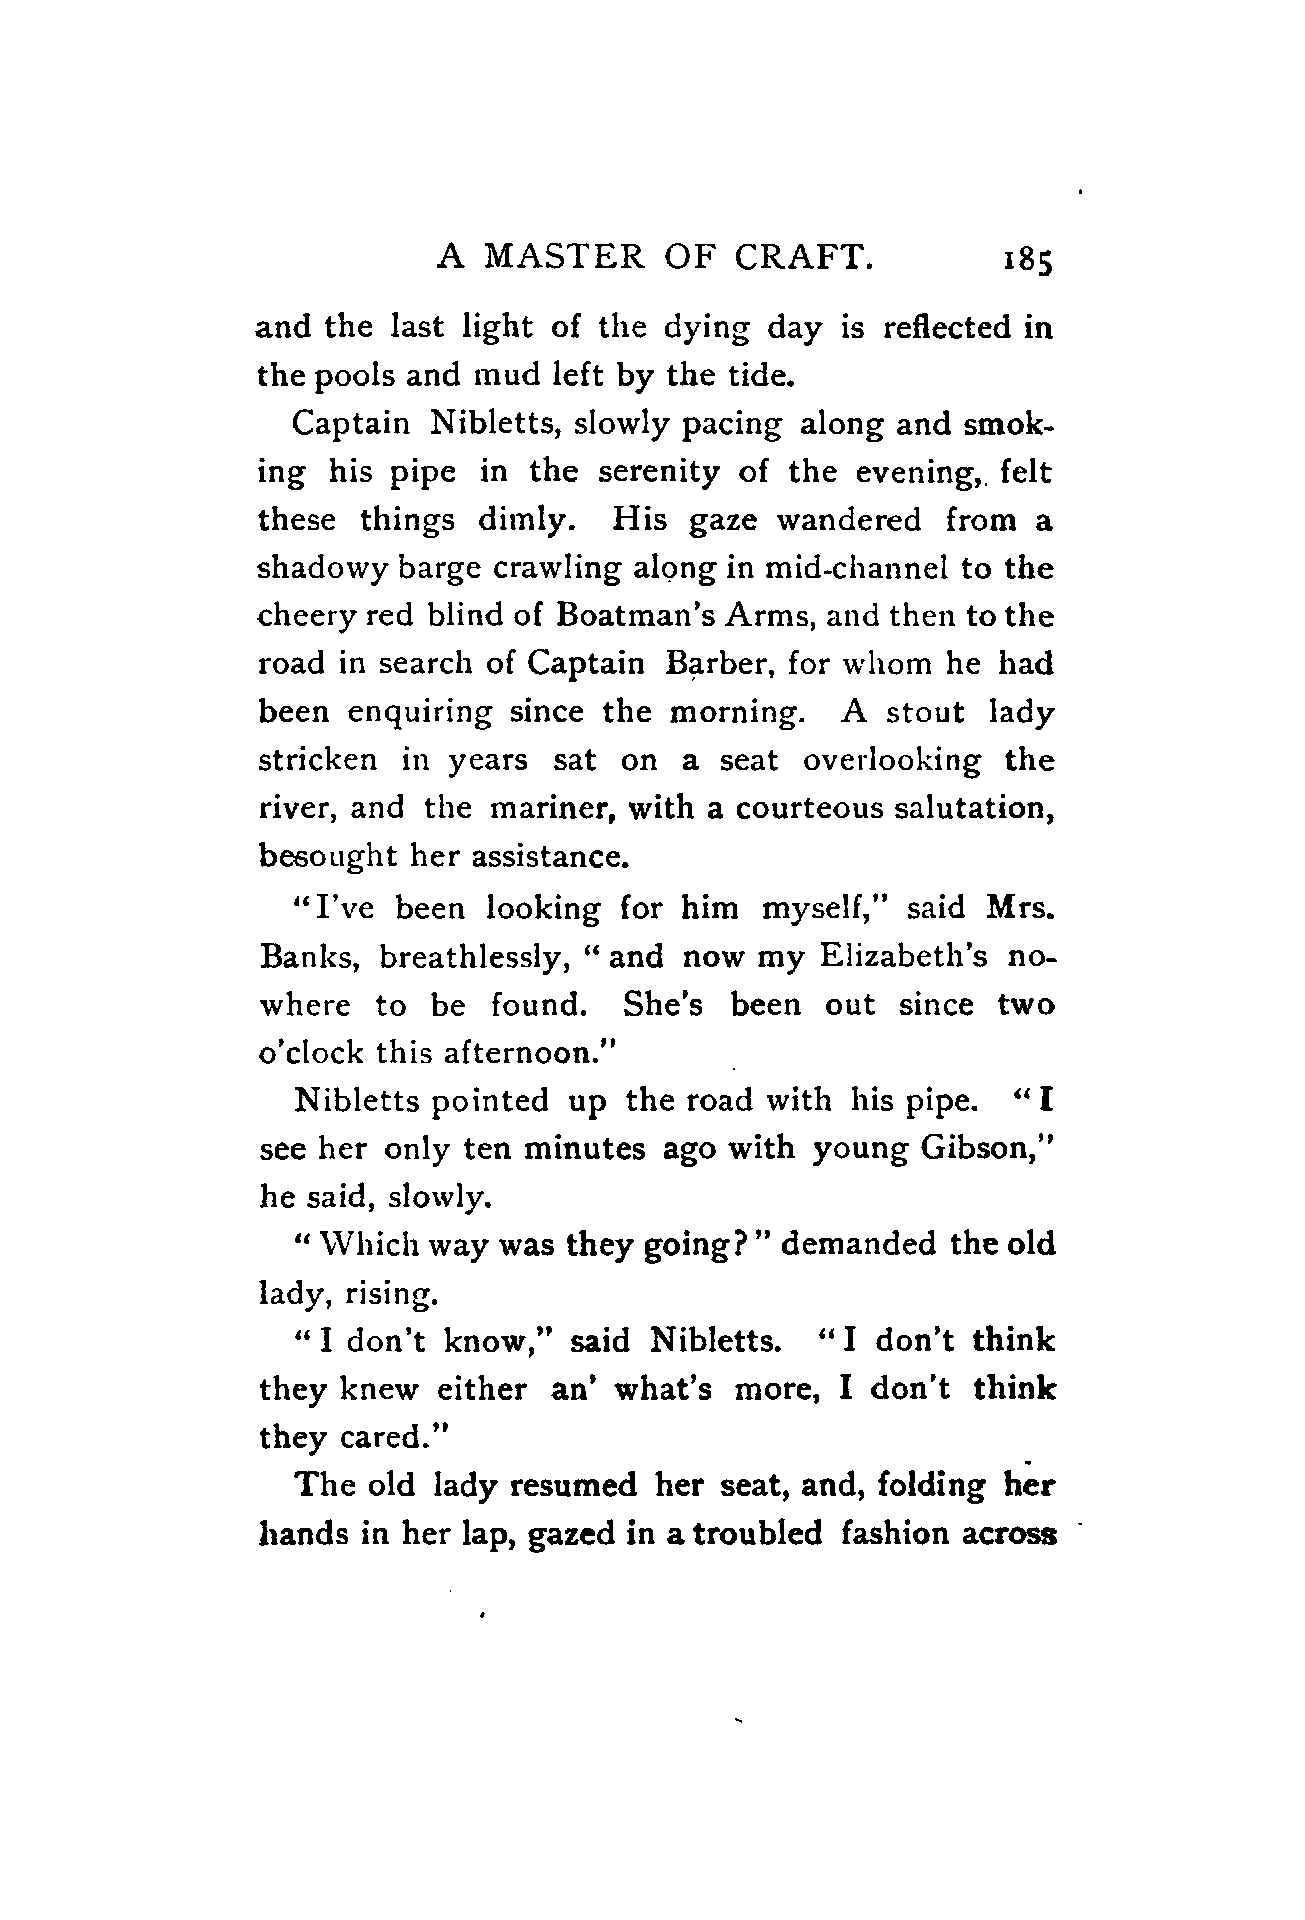 A MASTER OF CRAFT. 185
and the last light of the dying day is reflected in
the pools and mud left by the tide.
Captain Nibletts, slowly pacing along and smok-
ing his pipe in the serenity of the evening, felt
these things dimly. His gaze wandered from a
shadowy barge crawling along in mid-channel to the
cheery red blind of Boatman's Arms, and then to the
road in search of Captain Barber, for whom he had
been enquiring since the morning. A stout lady
stricken in years sat on a seat overlooking the
river, and the mariner, with a courteous salutation,
besought her assistance.
"I've been looking for him myself," said Mrs.
Banks, breathlessly, "and now my Elizabeth's no-
where to be found. She's been out since two
o'clock this afternoon."
Nibletts pointed up the road with his pipe. "I
see her only ten minutes ago with young Gibson,"
he said, slowly.
"Which way was they going?" demanded the old
lady, rising.
"I don't know," said Nibletts. "I don't think
they knew either an' what's more, I don't think
they cared."
The old lady resumed her seat, and, folding her
hands in her lap, gazed in a troubled fashion across